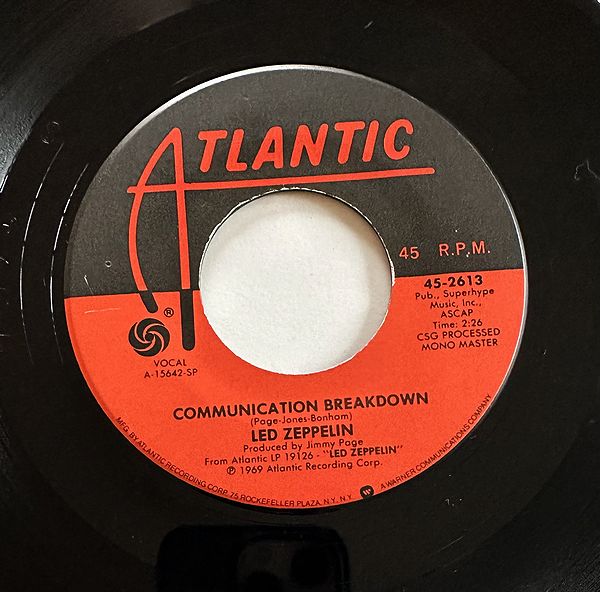 ATLANTIC
®
45 R.P.M.
45-2613
Pub., Superhype
Music, Inc.,
ASCAP
Time: 2:26
CSG PROCESSED
MONO MASTER
VOCAL
A-15642-SP
COMMUNICATION BREAKDOWN
(Page-Jones-Bonham)
LED ZEPPELIN
Produced by Jimmy Page
From Atlantic LP 19126 - "LED ZEPPELIN"
℗ 1969 Atlantic Recording Corp.
MFG. BY ATLANTIC RECORDING CORP., 75 ROCKEFELLER PLAZA, N.Y., N.Y. W A WARNER COMMUNICATIONS COMPANY